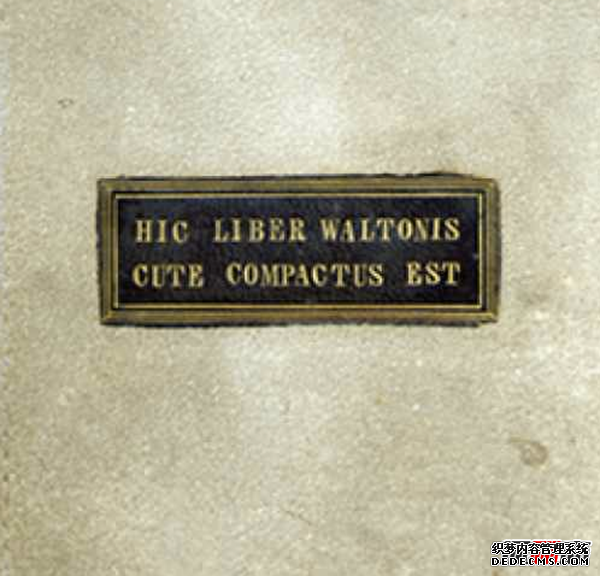 HIC LIBER WALTONIS
CUTE COMPACTUS EST
织梦内容管理系统
DEDECMS.COM